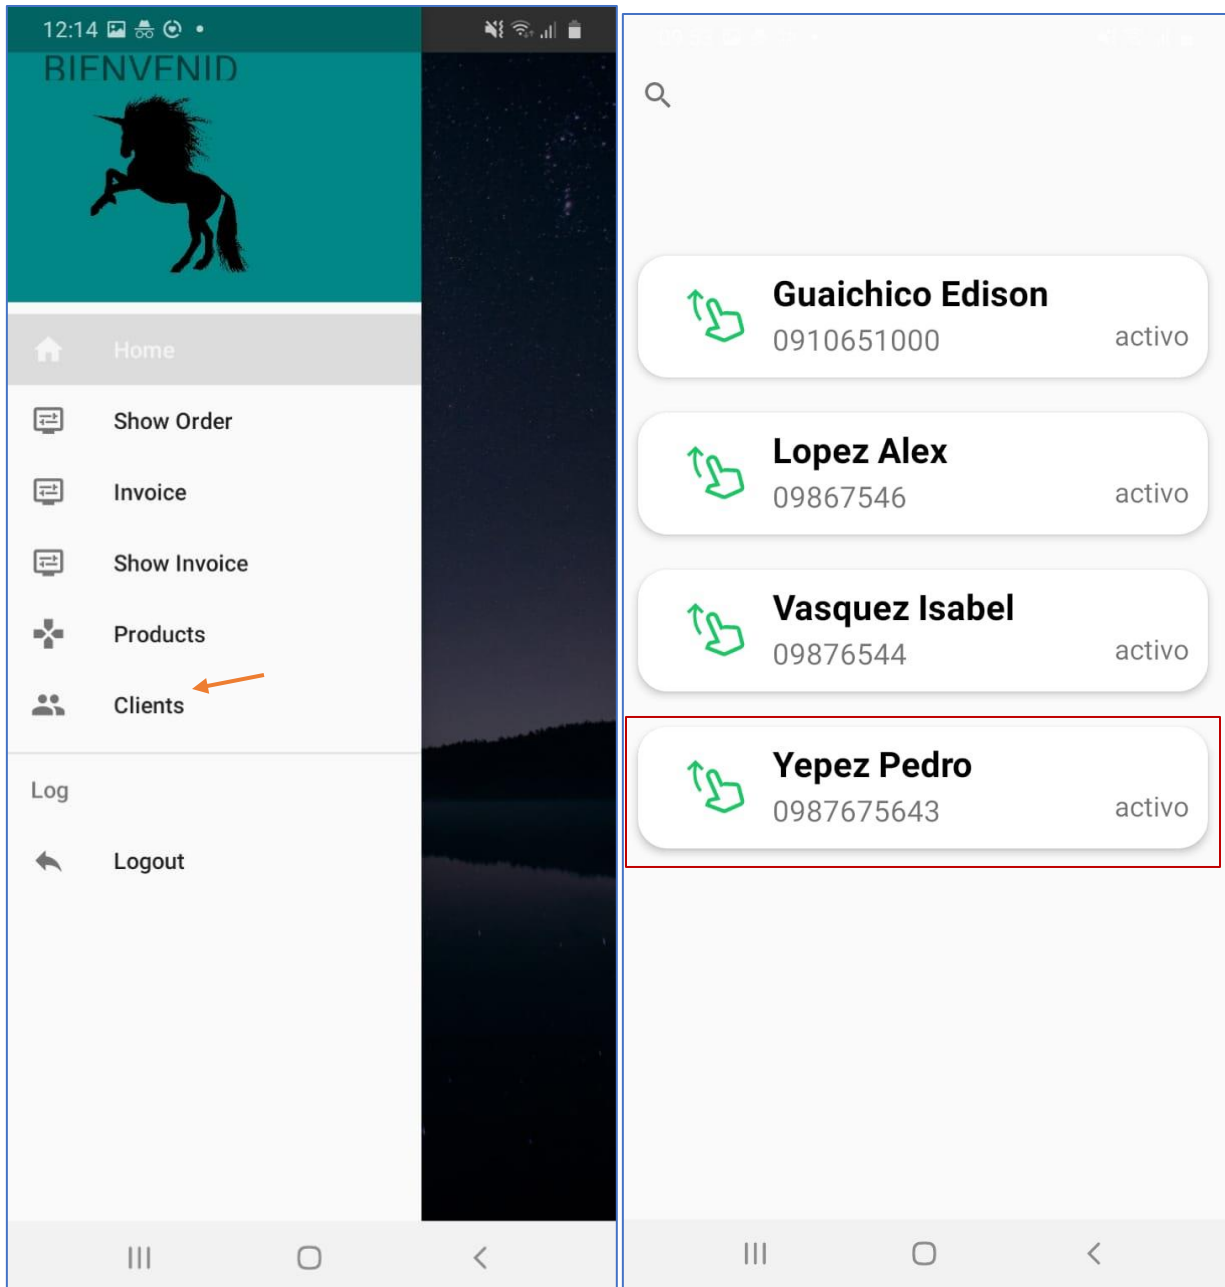 12:14
BIENVENID
Home
Show Order
Invoice
Show Invoice
Products
Clients
Log
Logout
Guaichico Edison
0910651000
activo
Lopez Alex
09867546
activo
Vasquez Isabel
09876544
activo
Yepez Pedro
0987675643
activo